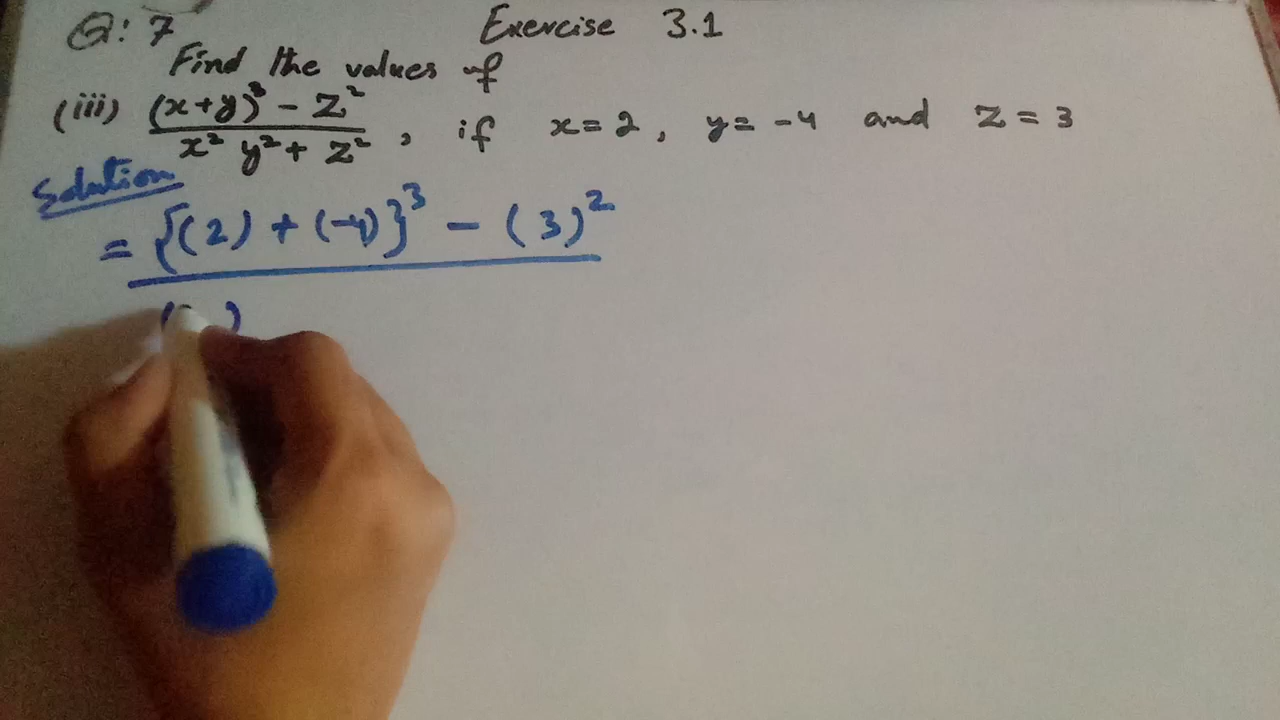 Q: 7 Exercise 3.1
Find the values of
(iii) (x+y)³ - z² / x² y² + z² , if x=2, y=-4 and z=3
Solution
= {(2) + (-4)}³ - (3)²
( )